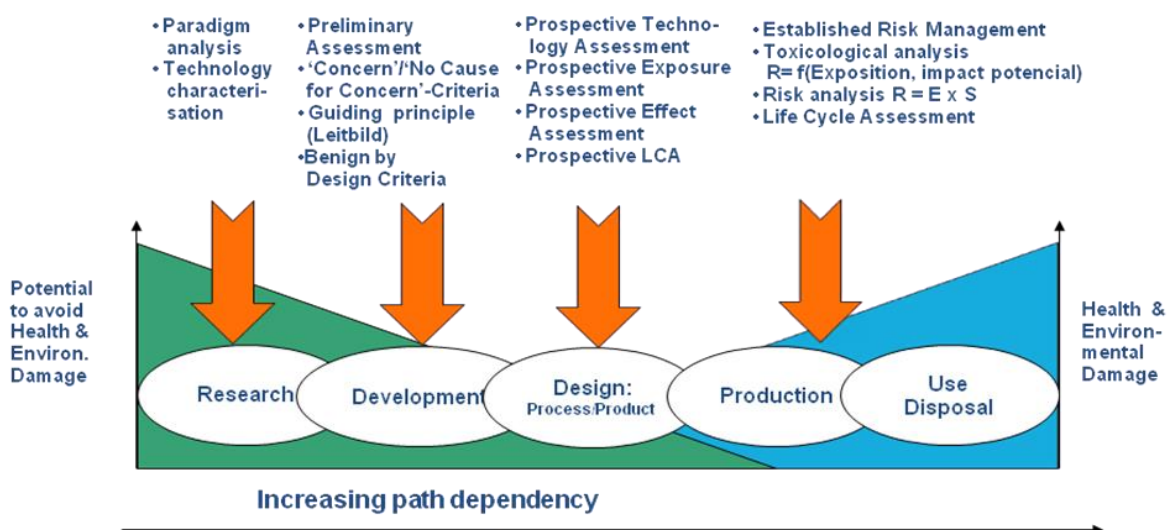 •Paradigm
analysis
•Technology
characteri-
sation
•Preliminary
Assessment
•‘Concern’/‘No Cause
for Concern’-Criteria
•Guiding principle
(Leitbild)
•Benign by
Design Criteria
•Prospective Techno-
logy Assessment
•Prospective Exposure
Assessment
•Prospective Effect
Assessment
•Prospective LCA
•Established Risk Management
•Toxicological analysis
R= f(Exposition, impact potencial)
•Risk analysis R = E x S
•Life Cycle Assessment
Potential
to avoid
Health &
Environ.
Damage
Research
Development
Design:
Process/Product
Production
Use
Disposal
Health &
Environ-
mental
Damage
Increasing path dependency